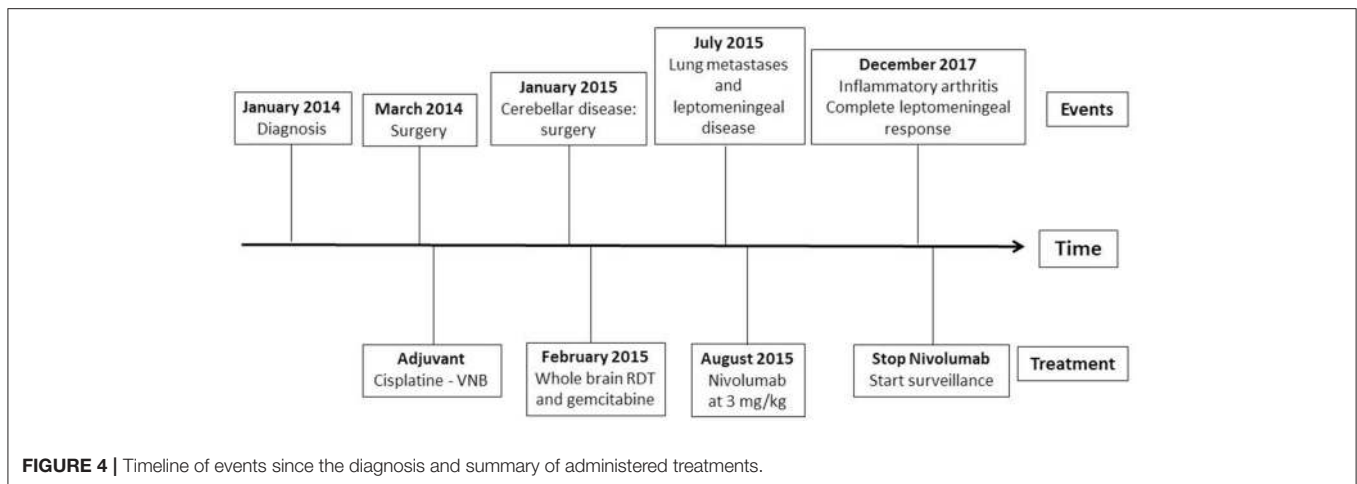 January 2014
Diagnosis
March 2014
Surgery
January 2015
Cerebellar disease:
surgery
July 2015
Lung metastases
and
leptomeningeal
disease
December 2017
Inflammatory arthritis
Complete leptomeningeal
response
Events
Time
Adjuvant
Cisplatine - VNB
February 2015
Whole brain RDT
and gemcitabine
August 2015
Nivolumab
at 3 mg/kg
Stop Nivolumab
Start surveillance
Treatment
FIGURE 4 | Timeline of events since the diagnosis and summary of administered treatments.